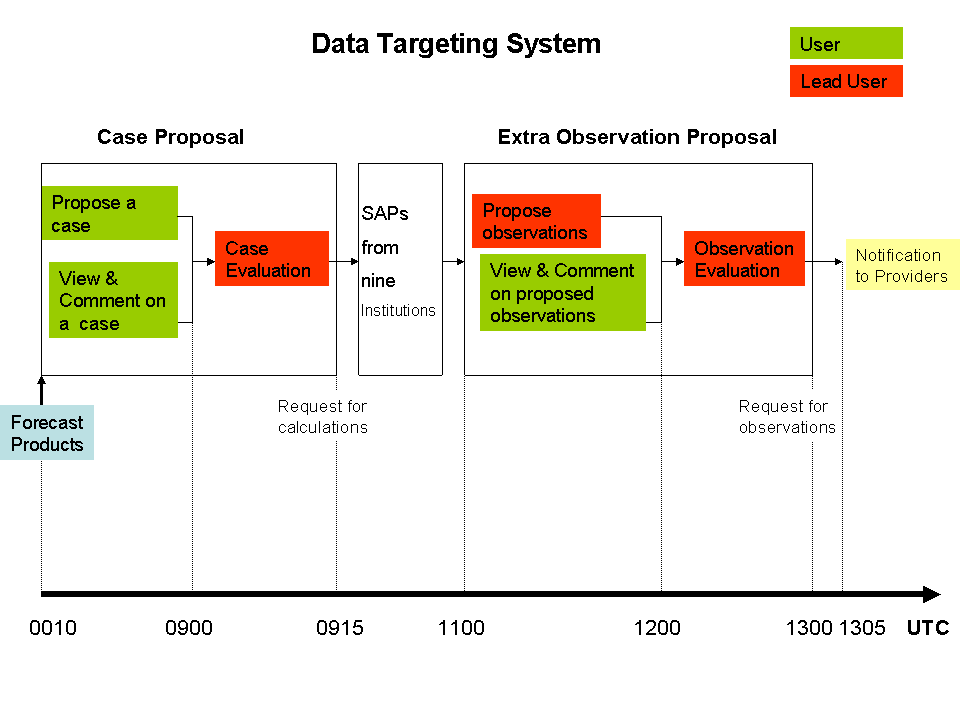 Data Targeting System
User
Lead User
Case Proposal
Extra Observation Proposal
Propose a
case
View &
Comment on
a case
Case
Evaluation
SAPs
from
nine
Institutions
Propose
observations
View & Comment
on proposed
observations
Observation
Evaluation
Notification
to Providers
Forecast
Products
Request for
calculations
Request for
observations
0010 0900 0915 1100 1200 1300 1305 UTC